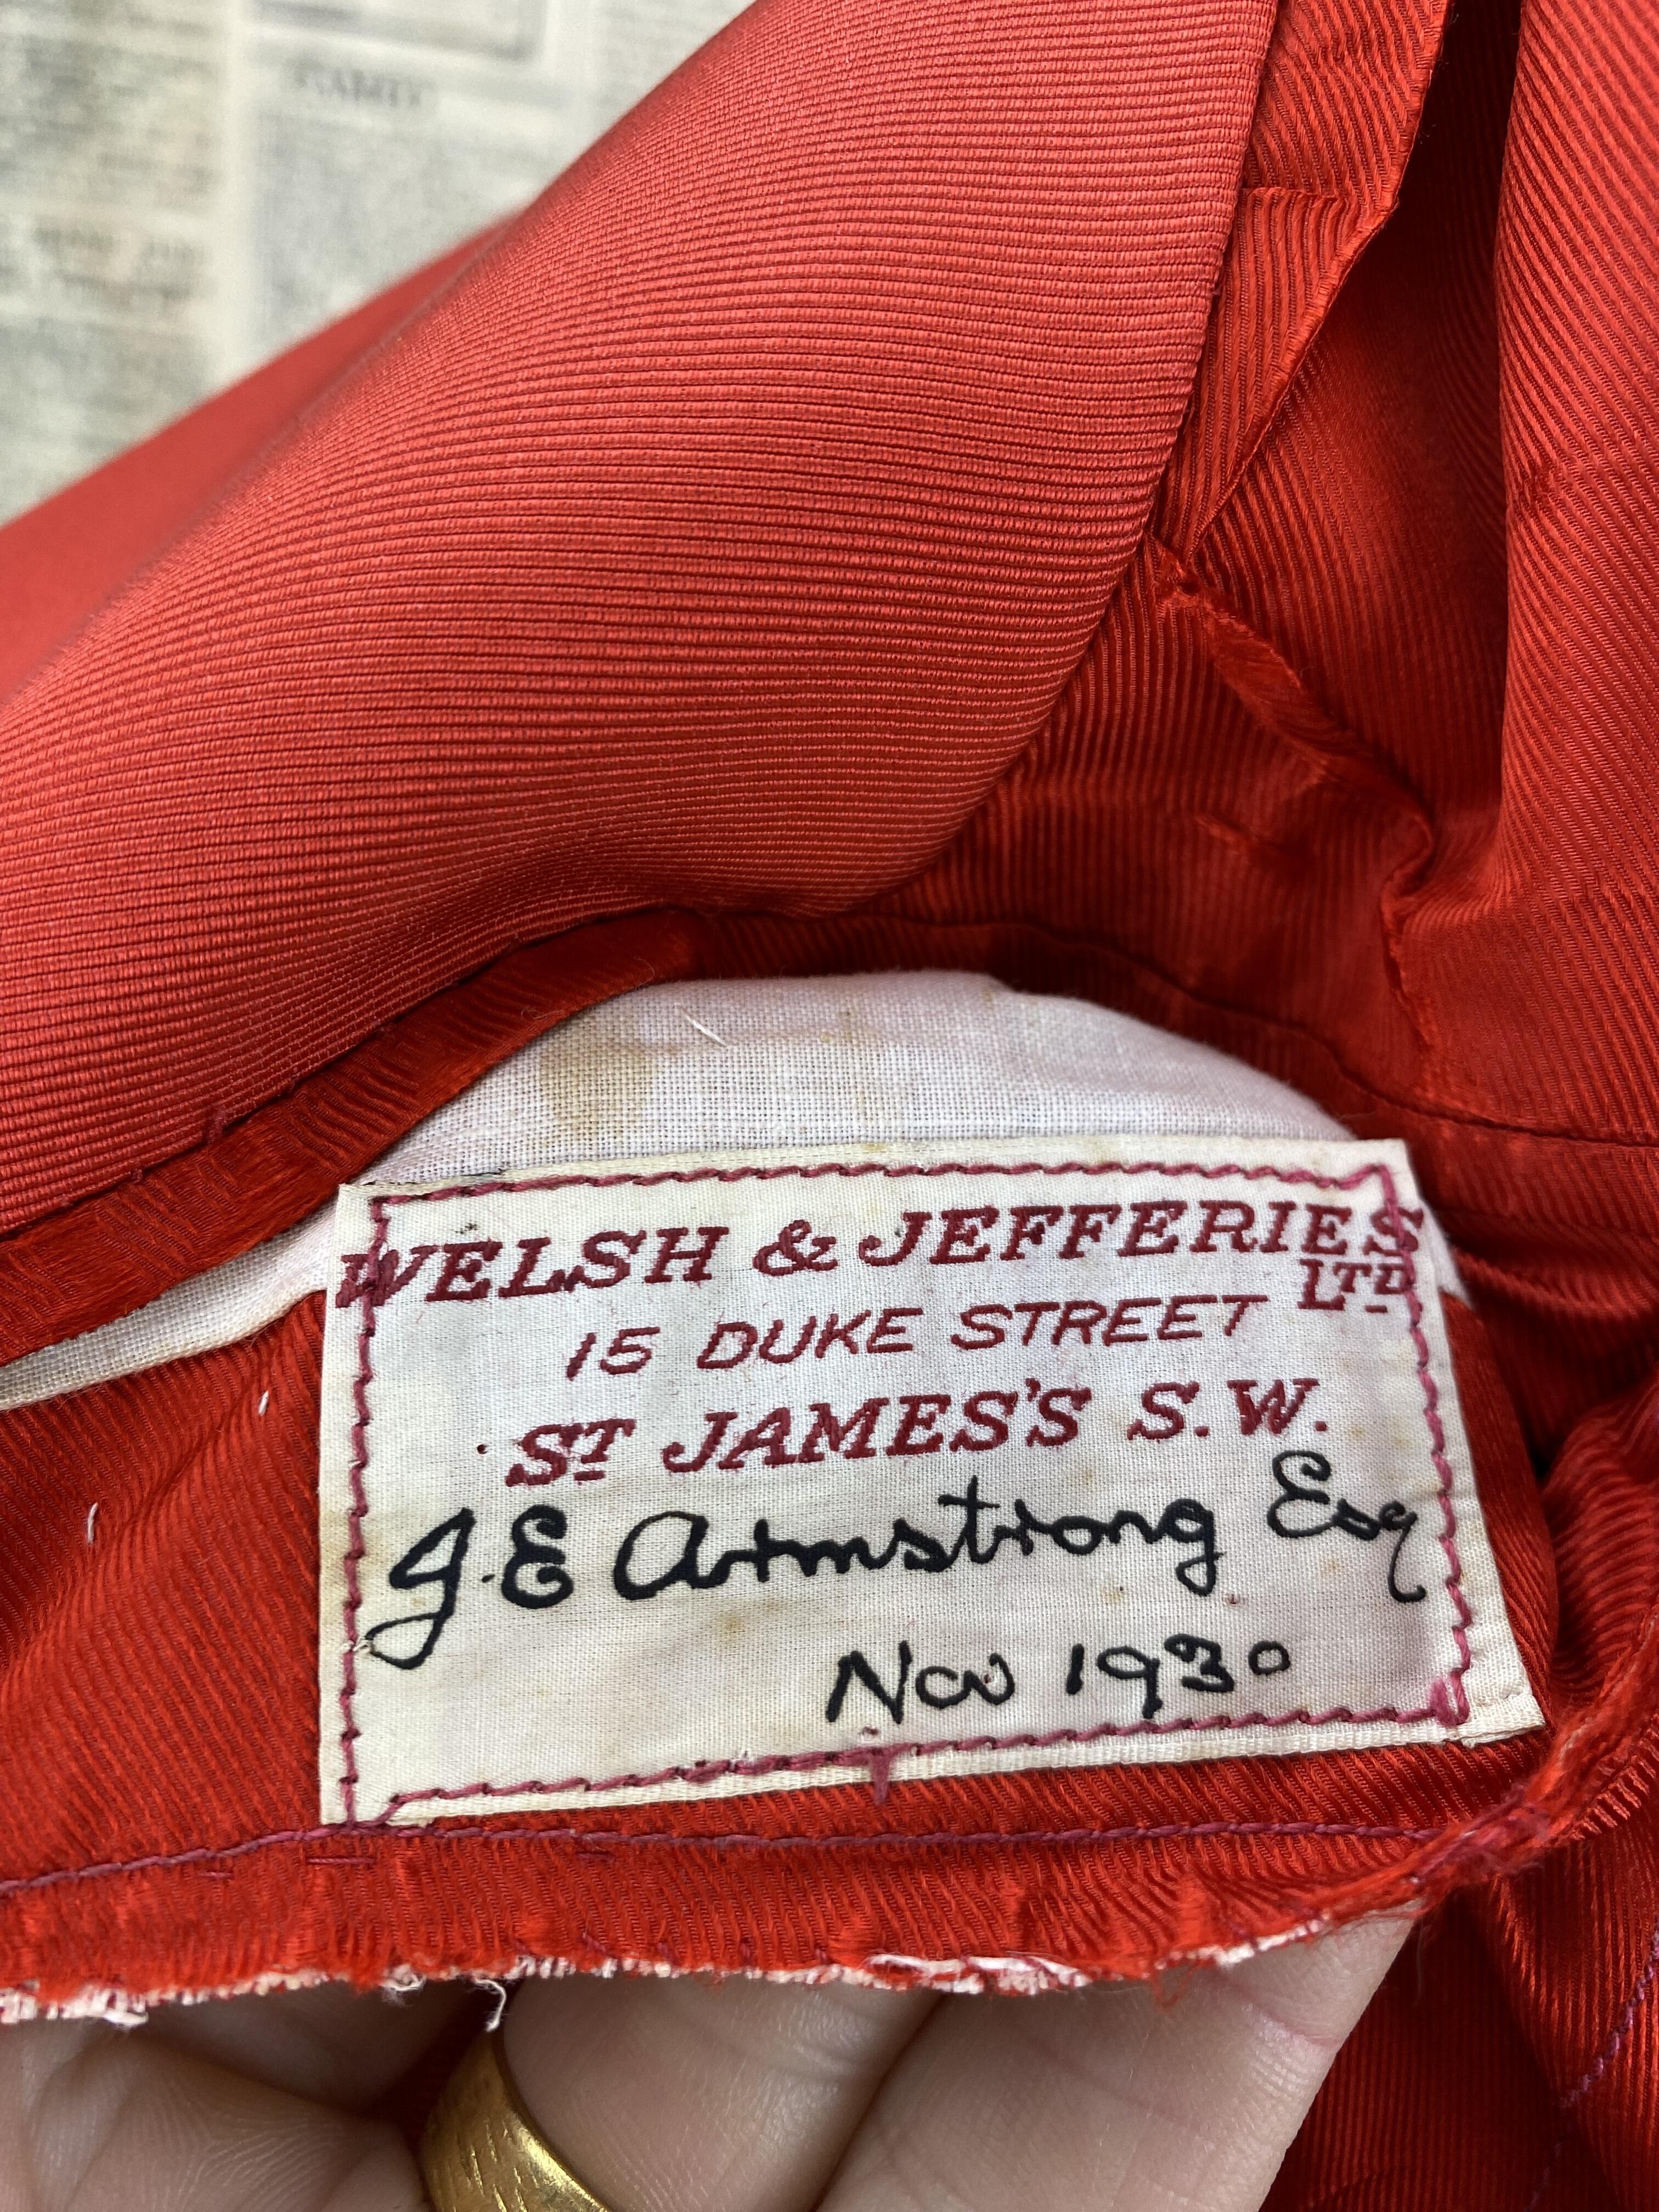 WELSH & JEFFERIES
LTD
15 DUKE STREET
ST JAMES'S S.W.
J.E Armstrong Esq
Nov 1930